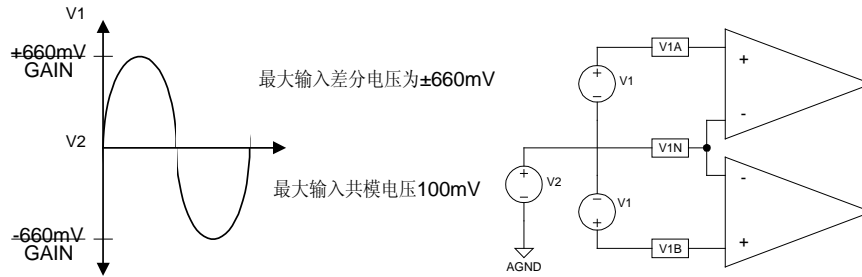 V1
+660mV
GAIN
最大输入差分电压为±660mV
V2
最大输入共模电压100mV
-660mV
GAIN
V1A
+
-
V1
+
-
V1N
+
-
V2
-
+
V1
-
+
V1B
AGND